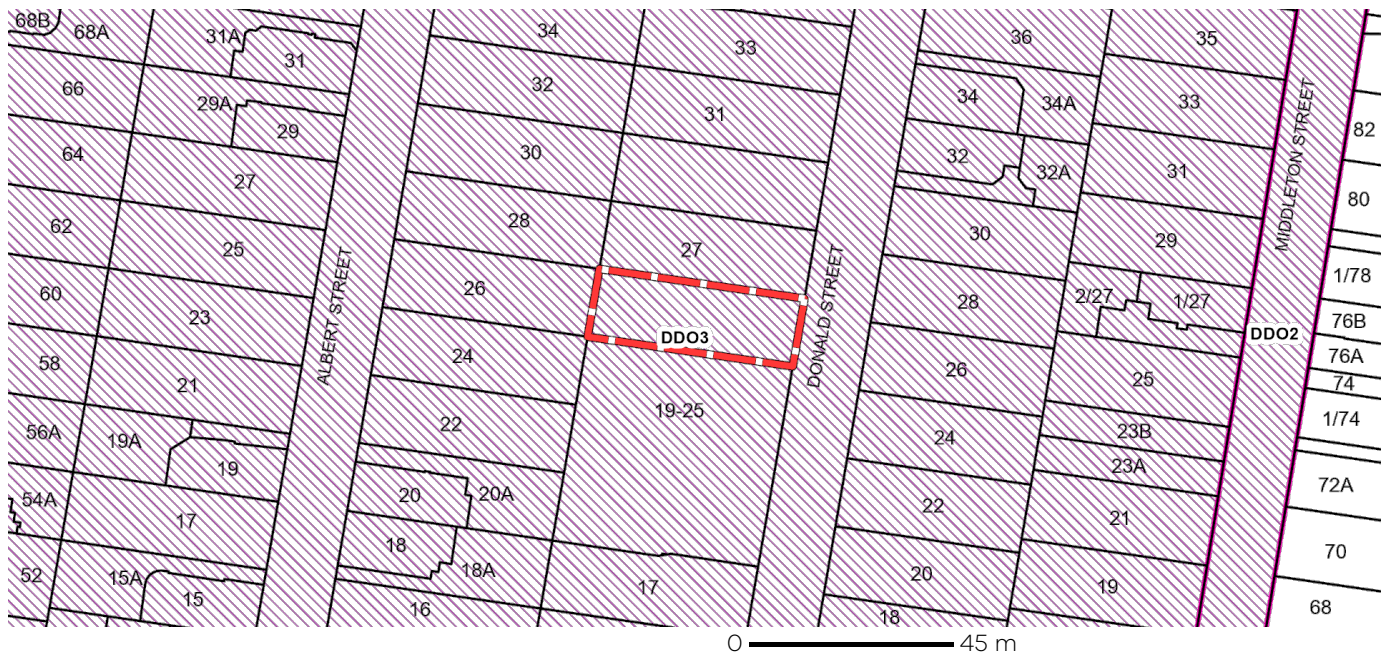 68B
68A
31A
31
34
33
36
35
66
29A
29
32
31
34
34A
33
82
64
27
30
32
32A
31
80
62
25
28
27
30
29
MIDDLETON STREET
60
23
ALBERT STREET
26
DONALD STREET
28
2/27
1/27
1/78
DDO3
DDO2
76B
58
21
24
26
25
76A
74
56A
19A
19
22
19-25
24
23B
1/74
23A
54A
17
20
20A
22
21
72A
18
18A
52
15A
15
16
17
20
18
19
70
68
0
45 m